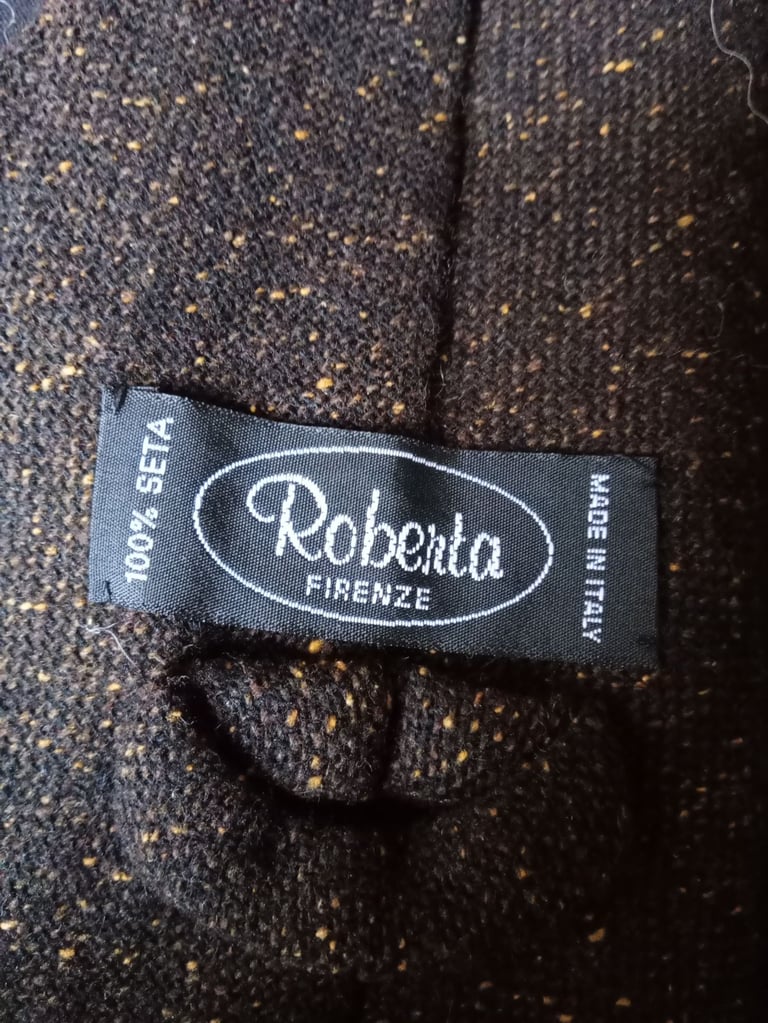 100% SETA
Roberta
FIRENZE
MADE IN ITALY